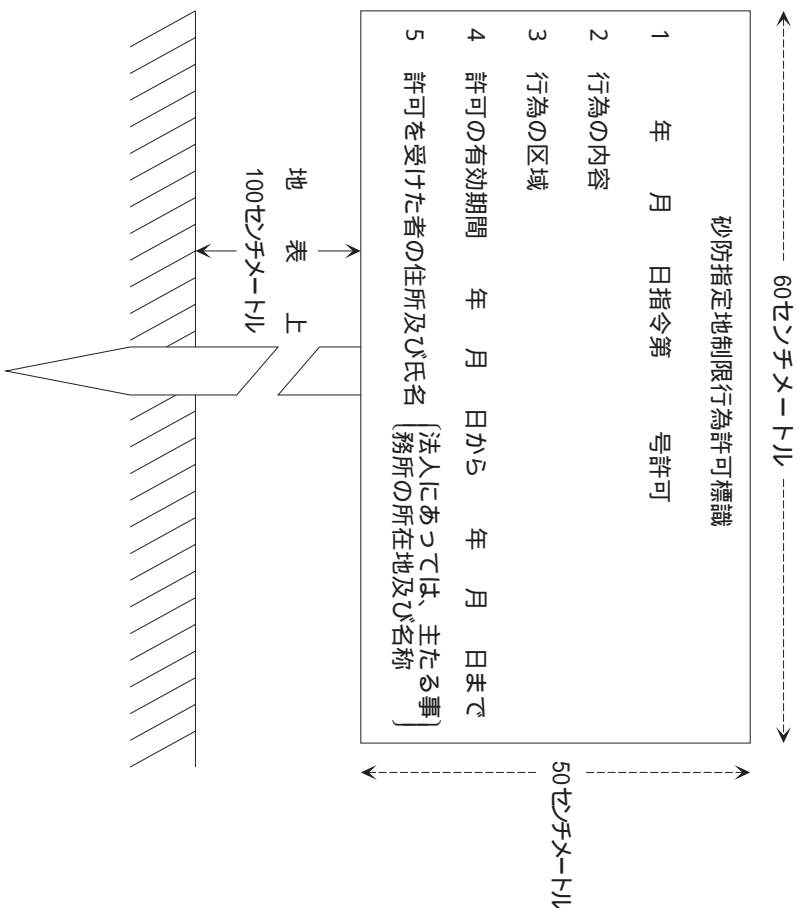 60センチメートル
砂防指定地制限行為許可標識
1　　年　　月　　日指令第　　号許可
2　行為の内容
3　行為の区域
4　許可の有効期間　　年　　月　　日から　　年　　月　　日まで
5　許可を受けた者の住所及び氏名
法人にあっては、主たる事
務所の所在地及び名称
50センチメートル
地表上
100センチメートル